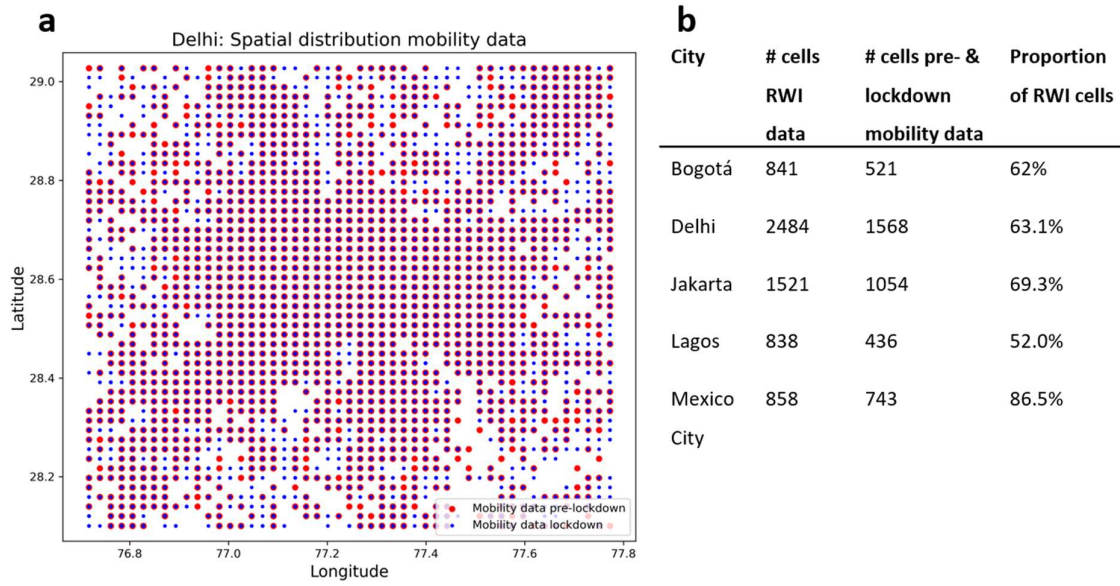 a
Delhi: Spatial distribution mobility data
29.0
28.8
28.6
28.4
28.2
Latitude
76.8 77.0 77.2 77.4 77.6 77.8
Longitude
Mobility data pre-lockdown
Mobility data lockdown
b
City # cells # cells pre- & Proportion
RWI lockdown of RWI cells
data mobility data
Bogotá 841 521 62%
Delhi 2484 1568 63.1%
Jakarta 1521 1054 69.3%
Lagos 838 436 52.0%
Mexico 858 743 86.5%
City